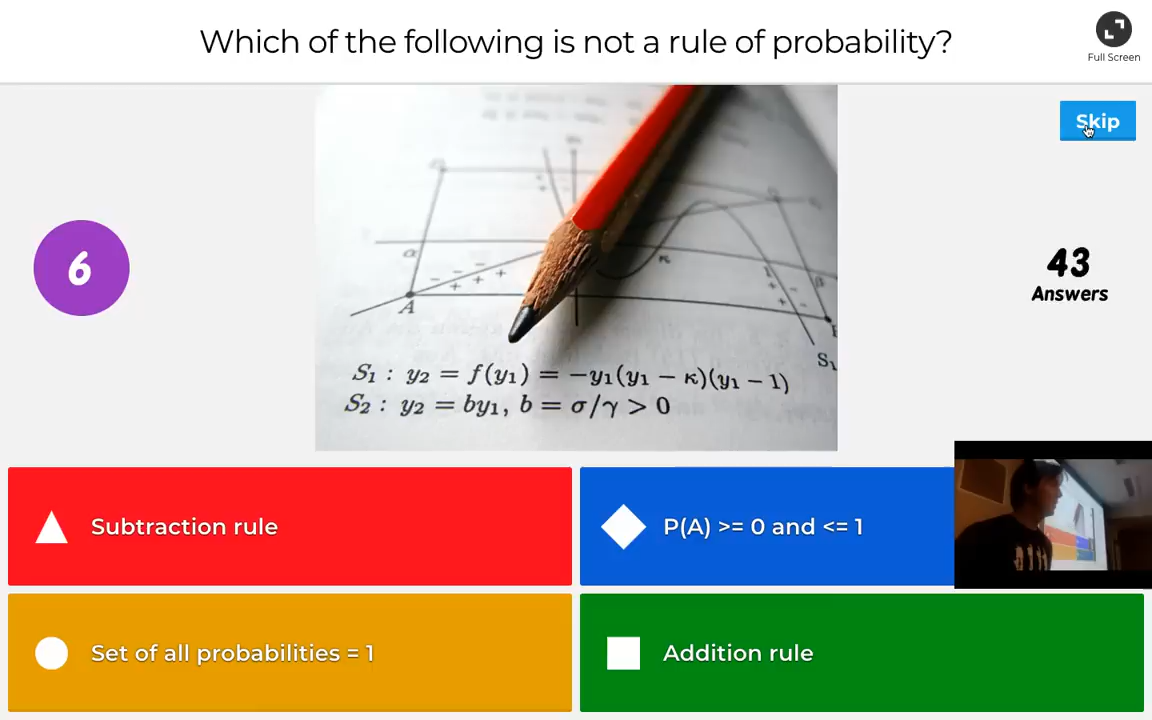 Which of the following is not a rule of probability?
Full Screen
Skip
6
43
Answers
α
κ
A
S₁
S₁ : y₂ = f(y₁) = −y₁(y₁ − κ)(y₁ − 1)
S₂ : y₂ = by₁, b = σ/γ > 0
Subtraction rule
P(A) >= 0 and <= 1
Set of all probabilities = 1
Addition rule